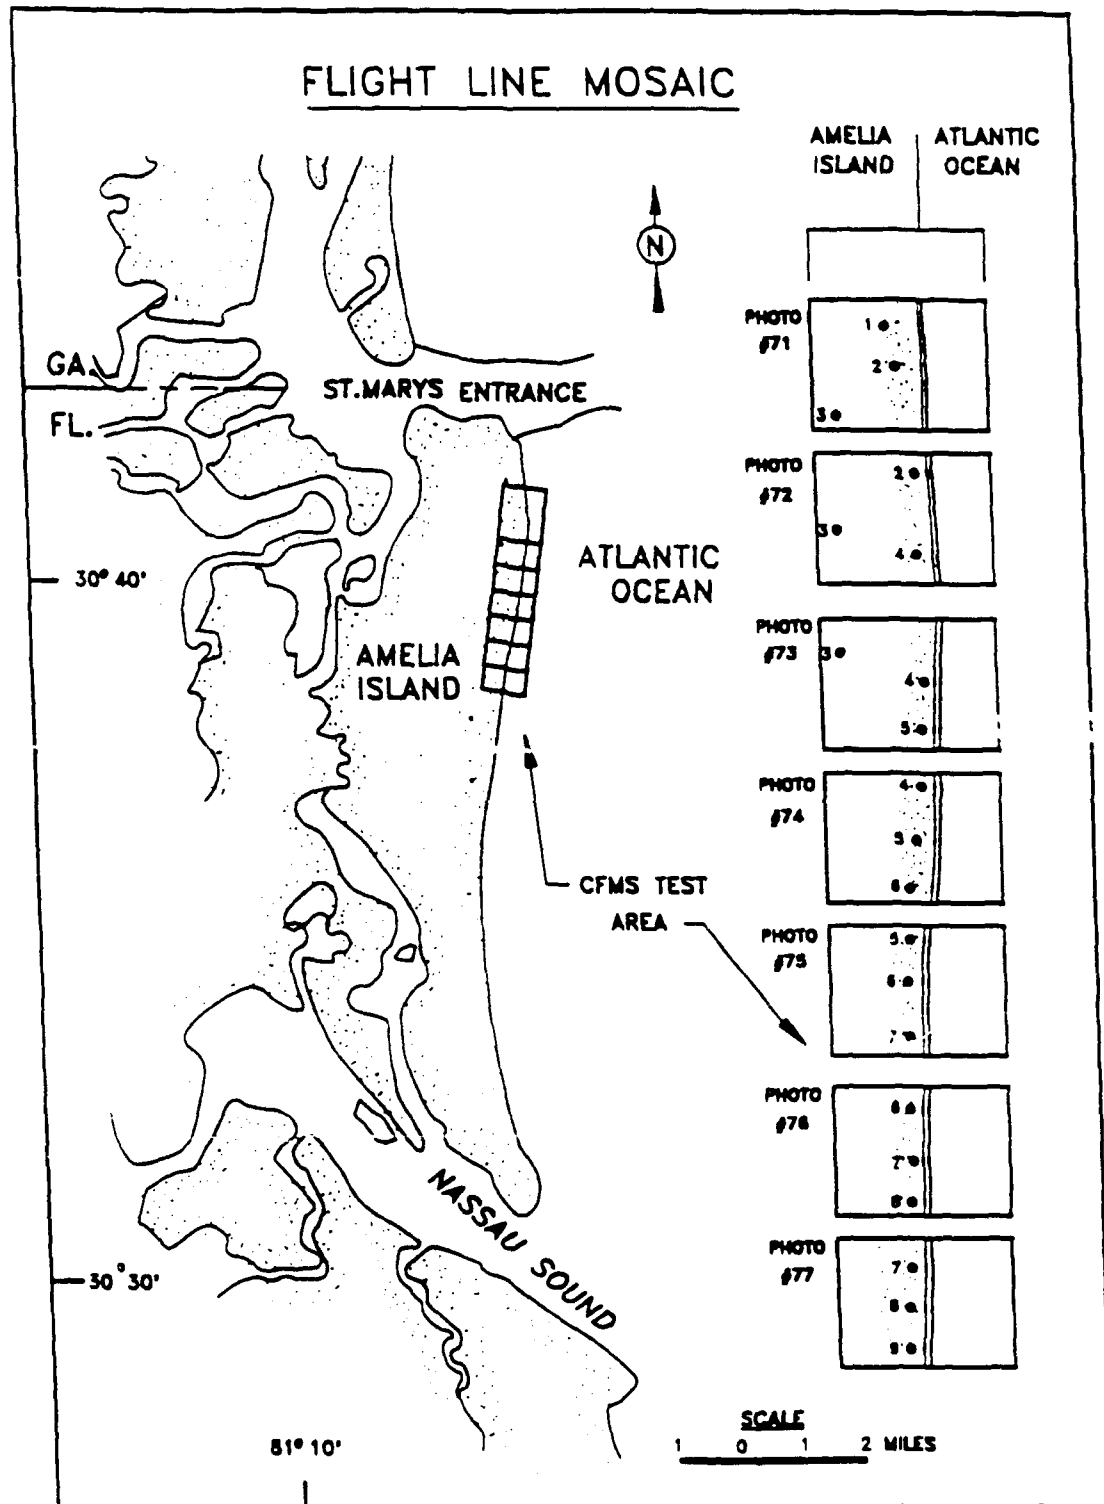 FLIGHT LINE MOSAIC
AMELIA ISLAND
ATLANTIC OCEAN
N
PHOTO
#71
1
2
3
GA.
ST.MARYS ENTRANCE
FL.
PHOTO
#72
2
3
4
ATLANTIC
OCEAN
30° 40'
PHOTO
#73
3
4
5
AMELIA
ISLAND
PHOTO
#74
4
5
6
CFMS TEST
AREA
PHOTO
#75
5
6
7
PHOTO
#76
6
7
8
NASSAU SOUND
PHOTO
#77
7
8
9
30° 30'
SCALE
1 0 1 2 MILES
81° 10'